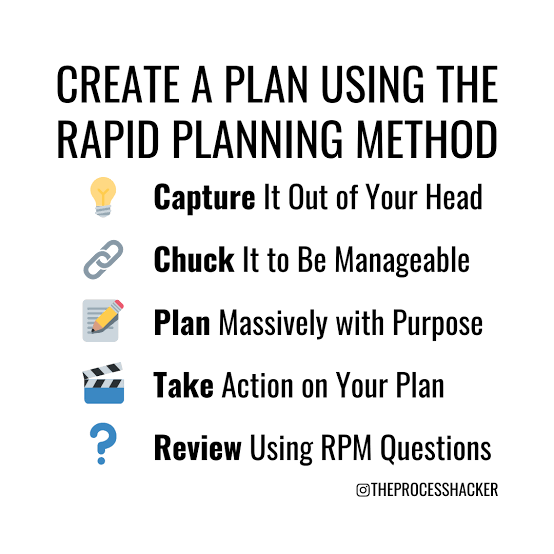 CREATE A PLAN USING THE
RAPID PLANNING METHOD
Capture It Out of Your Head
Chuck It to Be Manageable
Plan Massively with Purpose
Take Action on Your Plan
Review Using RPM Questions
THEPROCESSHACKER